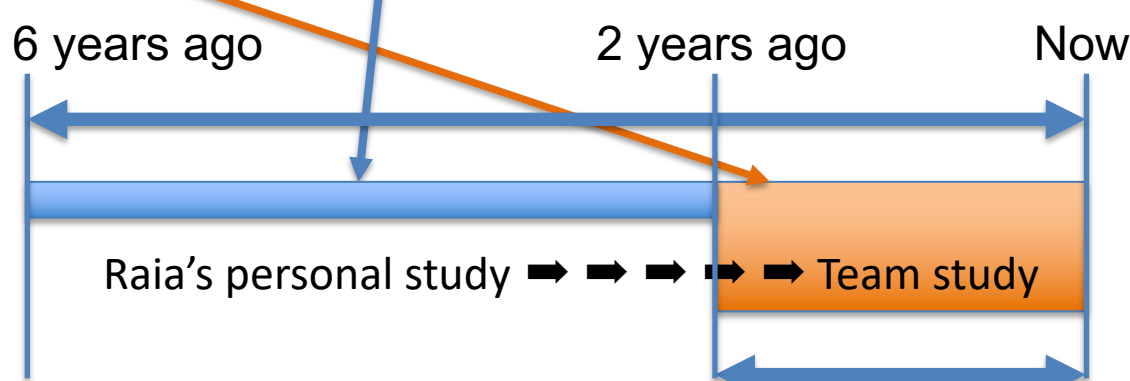 6 years ago 2 years ago Now
Raia’s personal study ➡ ➡ ➡ ➡ ➡ Team study